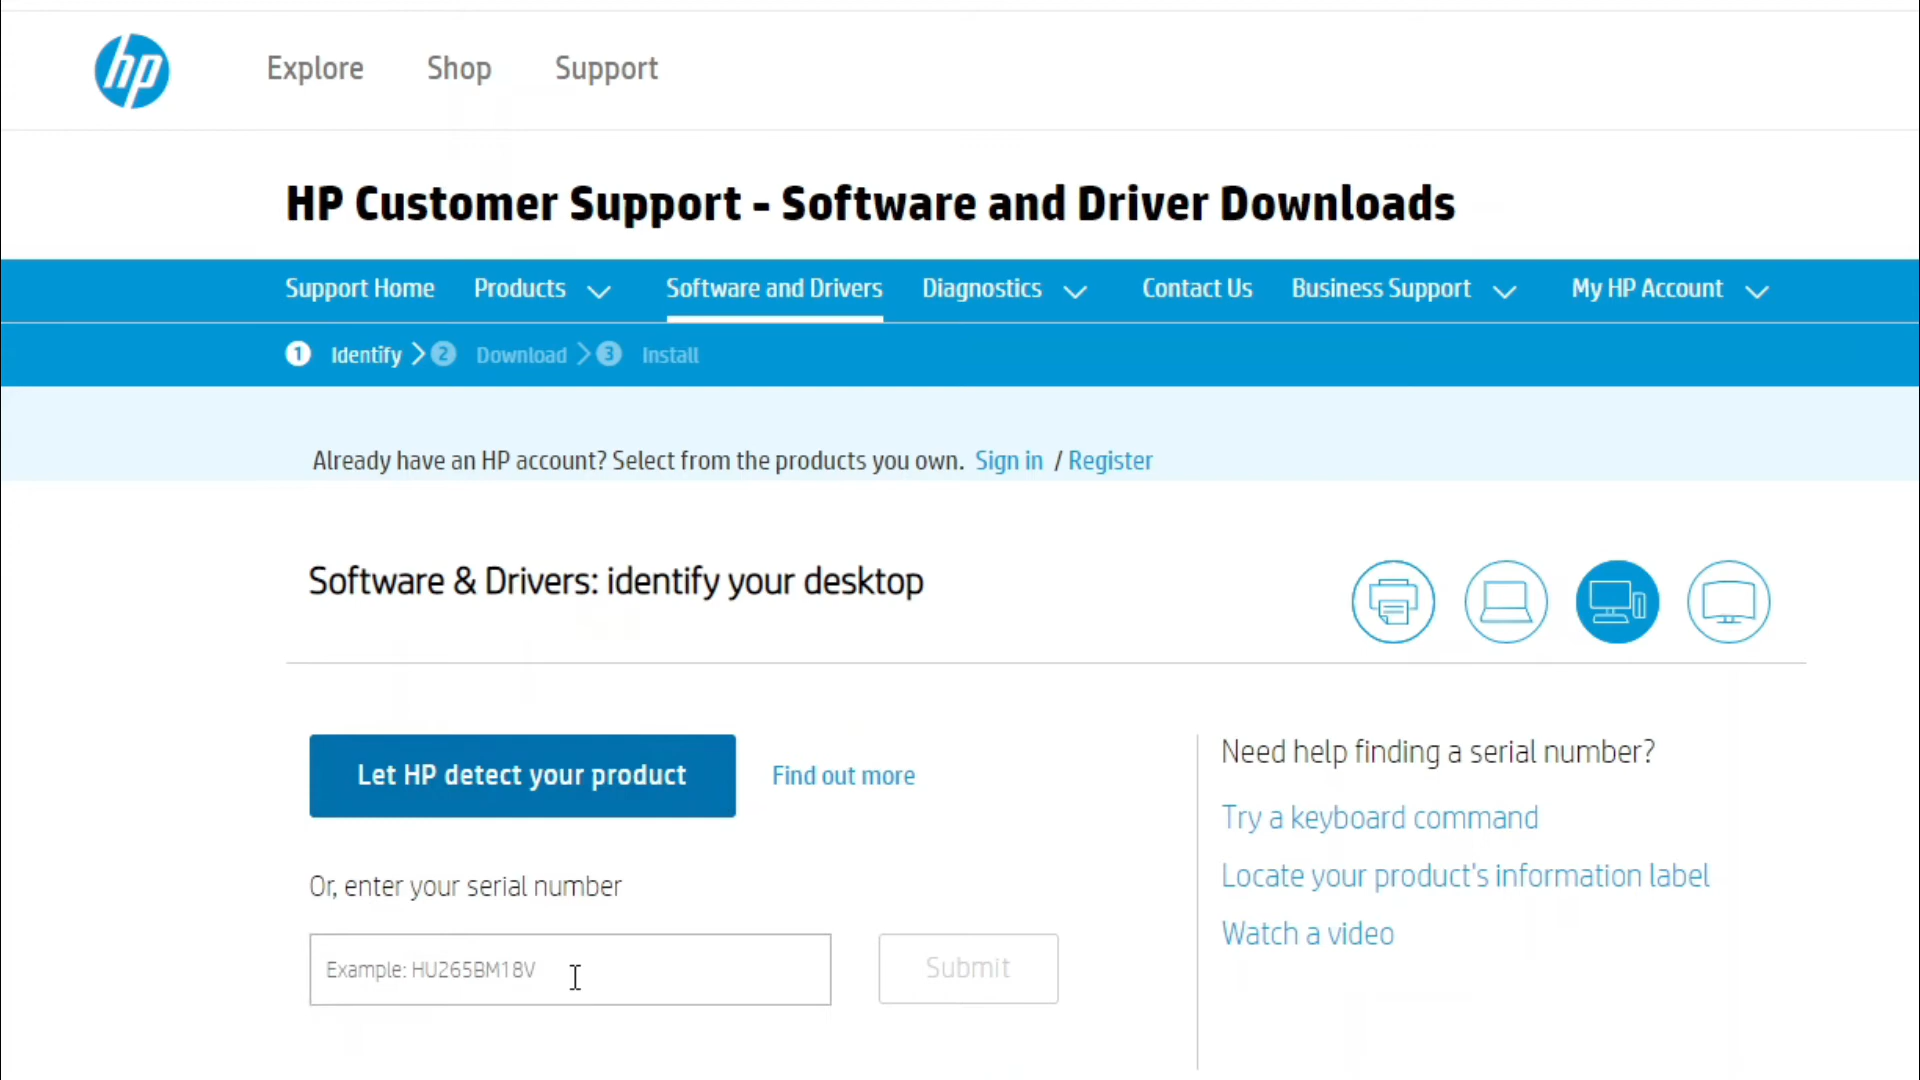 hp
Explore Shop Support
HP Customer Support - Software and Driver Downloads
Support Home Products Software and Drivers Diagnostics Contact Us Business Support My HP Account
1 Identify 2 Download 3 Install
Already have an HP account? Select from the products you own. Sign in / Register
Software & Drivers: identify your desktop
Let HP detect your product Find out more
Or, enter your serial number
Example: HU265BM18V Submit
Need help finding a serial number?
Try a keyboard command
Locate your product's information label
Watch a video